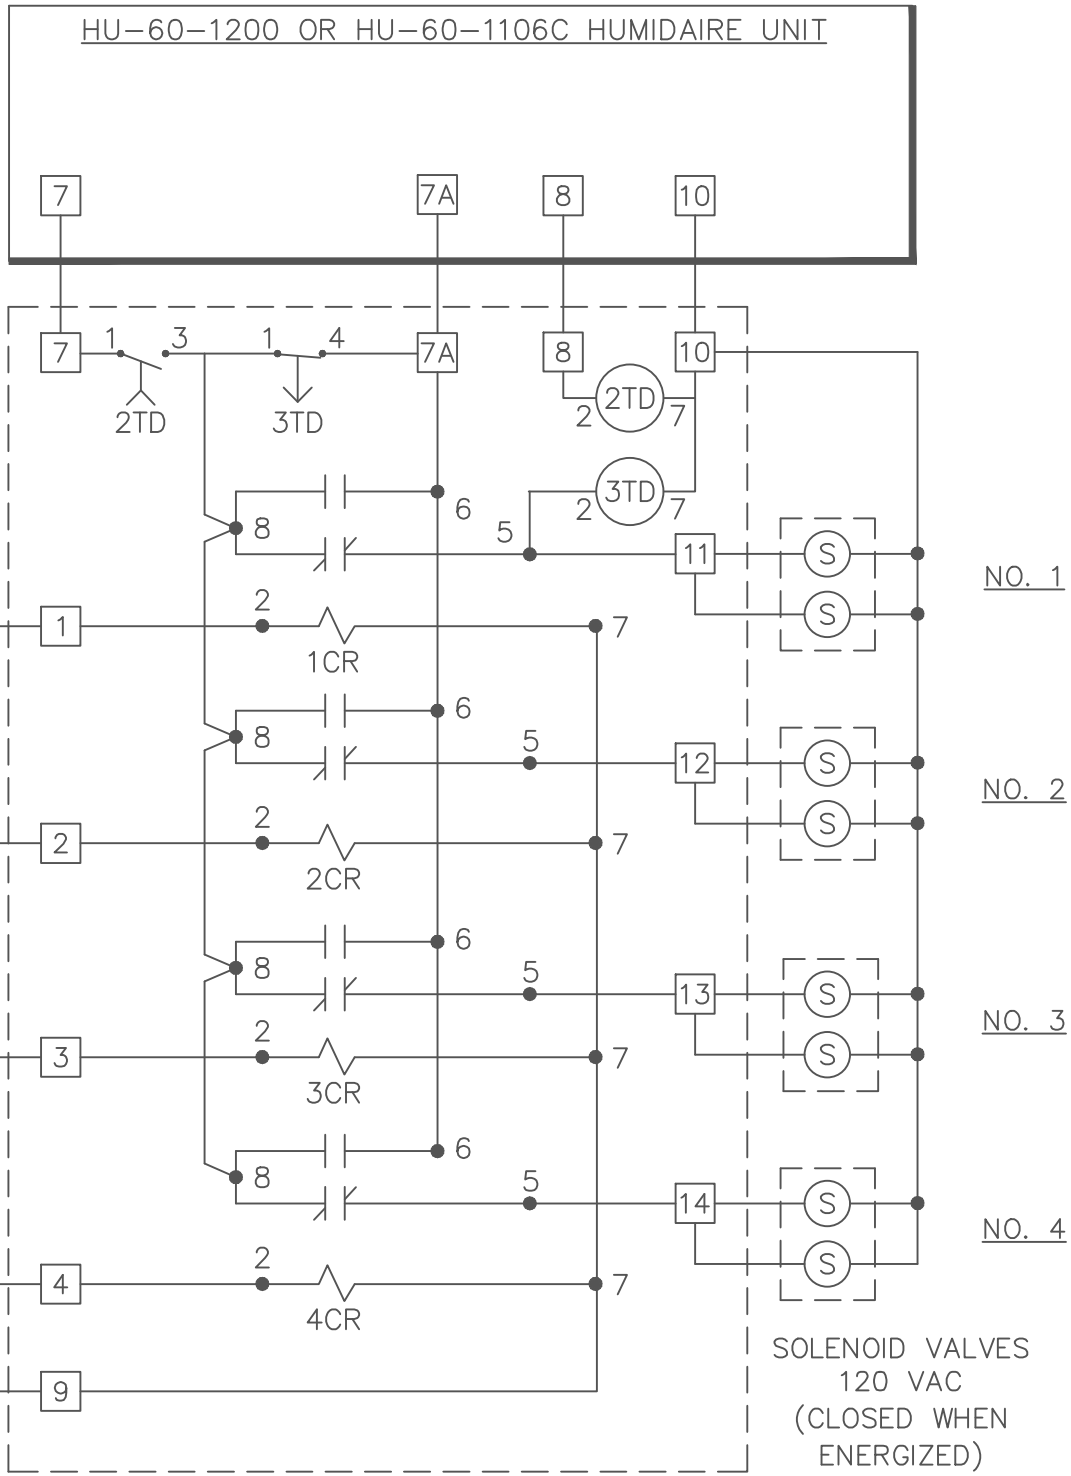 HU-60-1200 OR HU-60-1106C HUMIDAIRE UNIT
7 7A 8 10
7 1 3 1 4 7A 8 10
2TD 3TD
2 2TD 7
2 3TD 7
8 6 5 11 S
S
NO. 1
1 2 7
1CR
8 6 5 12 S
S
NO. 2
2 2 7
2CR
8 6 5 13 S
S
NO. 3
3 2 7
3CR
8 6 5 14 S
S
NO. 4
4 2 7
4CR
9
SOLENOID VALVES
120 VAC
(CLOSED WHEN
ENERGIZED)